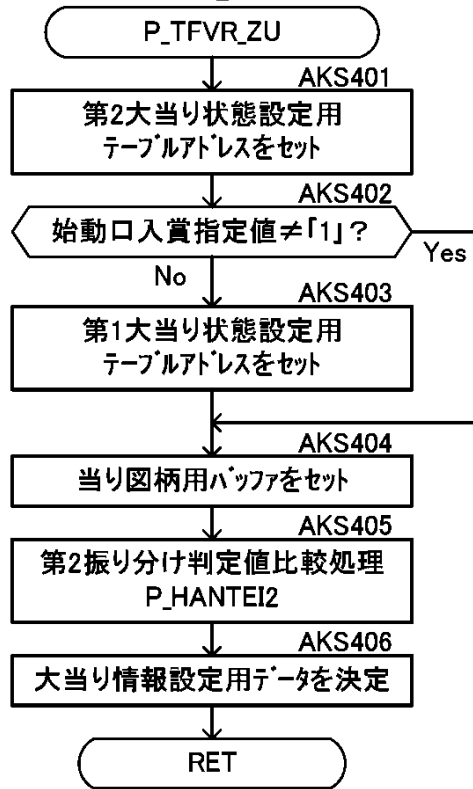 P_TFVR_ZU
AKS401
第2大当り状態設定用
テーブルアドレスをセット
AKS402
始動口入賞指定値≠「1」?
Yes
No
AKS403
第1大当り状態設定用
テーブルアドレスをセット
AKS404
当り図柄用バッファをセット
AKS405
第2振り分け判定値比較処理
P_HANTEI2
AKS406
大当り情報設定用データを決定
RET